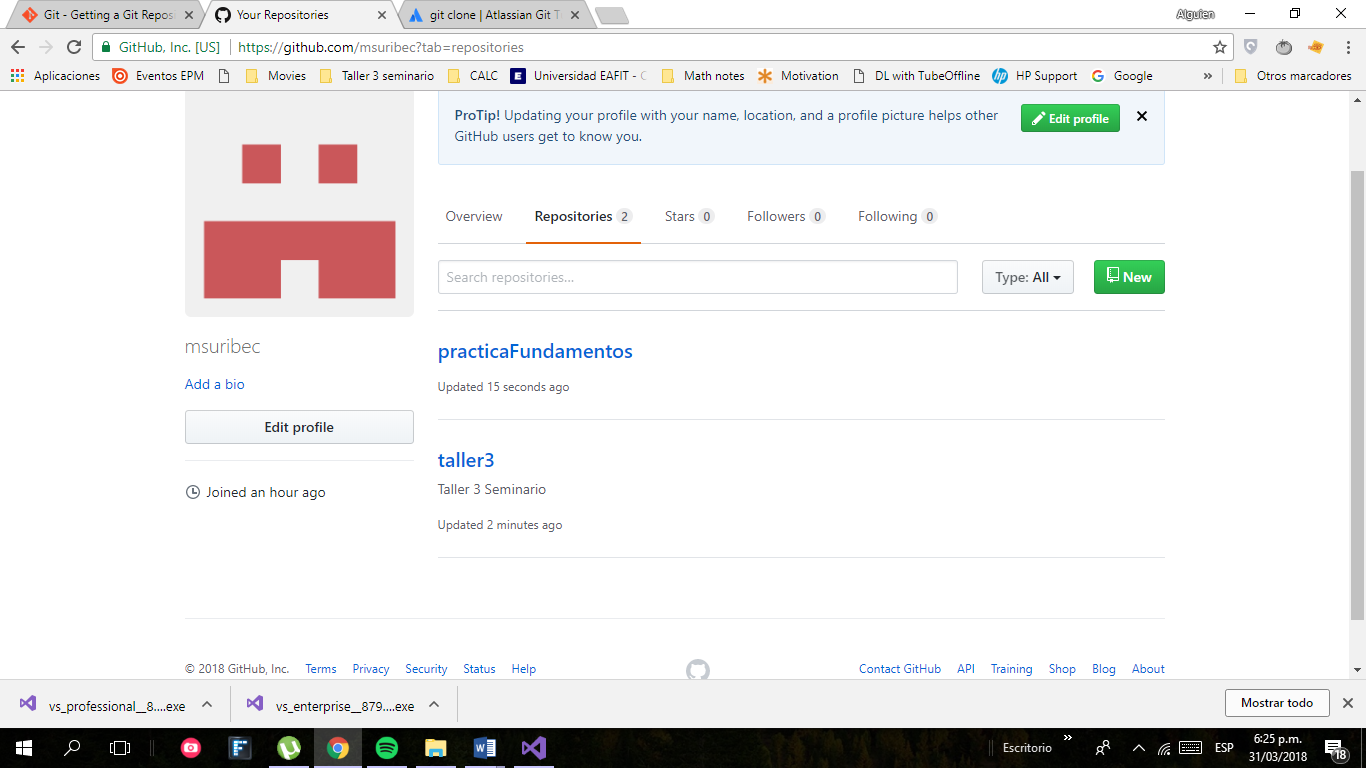 Git - Getting a Git Repos
Your Repositories
git clone | Atlassian Git T
Alguien
GitHub, Inc. [US]
https://github.com/msuribec?tab=repositories
Aplicaciones
Eventos EPM
Movies
Taller 3 seminario
CALC
Universidad EAFIT - C
Math notes
Motivation
DL with TubeOffline
HP Support
Google
»
Otros marcadores
ProTip! Updating your profile with your name, location, and a profile picture helps other
GitHub users get to know you.
Edit profile
Overview
Repositories 2
Stars 0
Followers 0
Following 0
Search repositories...
Type: All
New
msuribec
Add a bio
Edit profile
Joined an hour ago
practicaFundamentos
Updated 15 seconds ago
taller3
Taller 3 Seminario
Updated 2 minutes ago
© 2018 GitHub, Inc.
Terms
Privacy
Security
Status
Help
Contact GitHub
API
Training
Shop
Blog
About
vs_professional__8....exe
vs_enterprise__879....exe
Mostrar todo
Escritorio
»
ESP
6:25 p.m.
31/03/2018
18